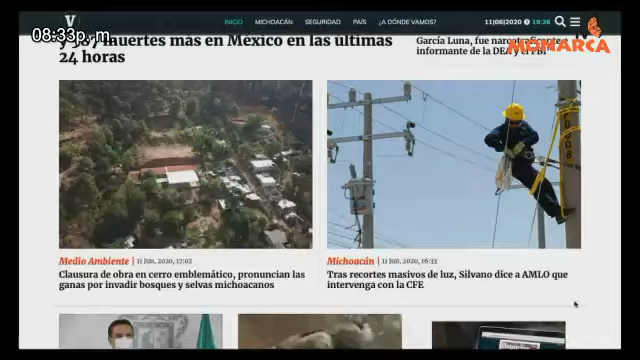 08:33p. m.
V
INICIO MICHOACÁN SEGURIDAD PAÍS ¿A DÓNDE VAMOS?
11/06/2020 19:26
MOMARCA
muertes más en México en las últimas
24 horas
García Luna, fue
informante de la DEA y el FBI
Medio Ambiente | 11 Jun, 2020, 17:02
Clausura de obra en cerro emblemático, pronuncian las
ganas por invadir bosques y selvas michoacanos
Michoacán | 11 Jun, 2020, 16:33
Tras recortes masivos de luz, Silvano dice a AMLO que
intervenga con la CFE